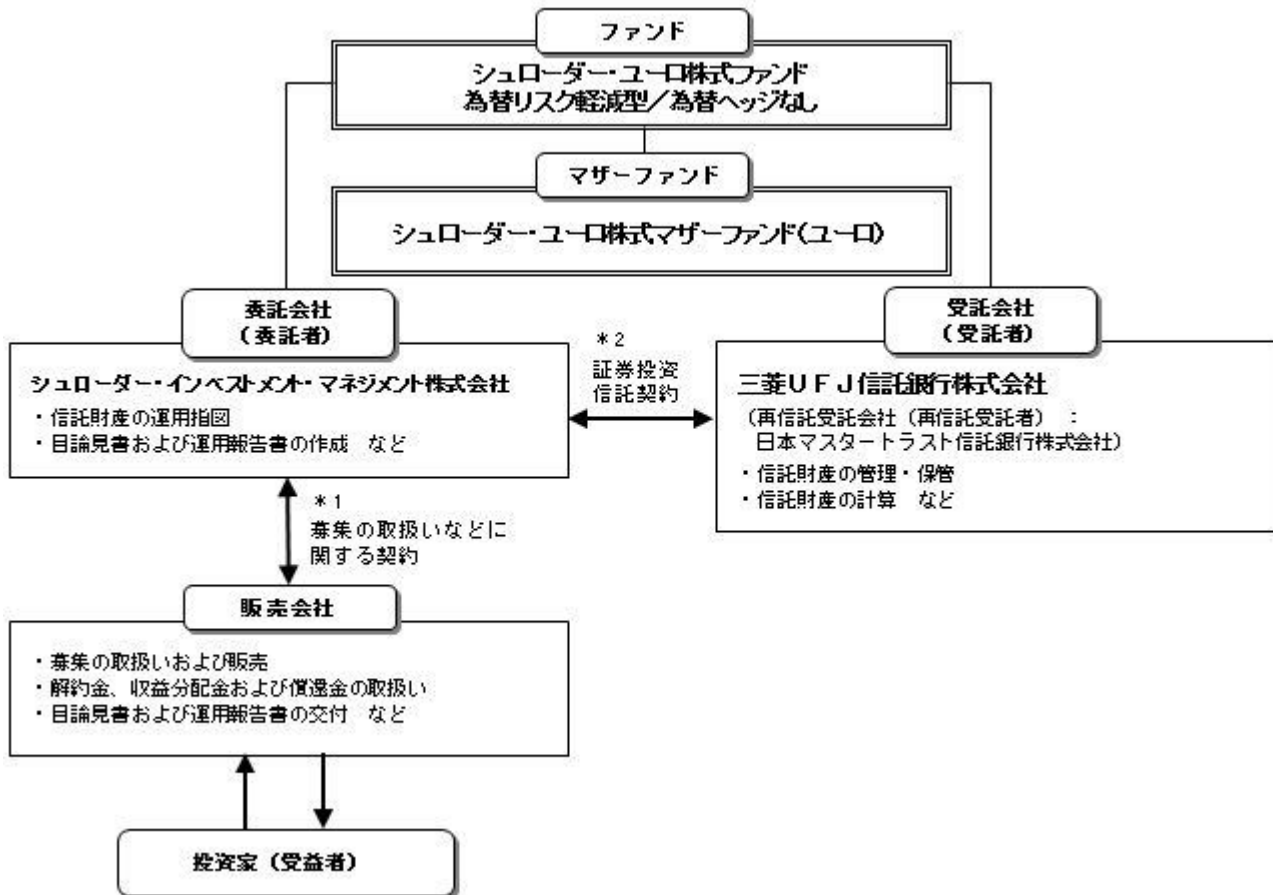 ファンド
シュローダー・ユーロ株式ファンド
為替リスク軽減型／為替ヘッジなし
マザーファンド
シュローダー・ユーロ株式マザーファンド(ユーロ)
委託会社
（委託者）
シュローダー・インベストメント・マネジメント株式会社
・信託財産の運用指図
・目論見書および運用報告書の作成　など
＊２
証券投資
信託契約
受託会社
（受託者）
三菱ＵＦＪ信託銀行株式会社
（再信託受託会社（再信託受託者）　：
日本マスタートラスト信託銀行株式会社）
・信託財産の管理・保管
・信託財産の計算　など
＊１
募集の取扱いなどに
関する契約
販売会社
・募集の取扱いおよび販売
・解約金、収益分配金および償還金の取扱い
・目論見書および運用報告書の交付　など
投資家（受益者）